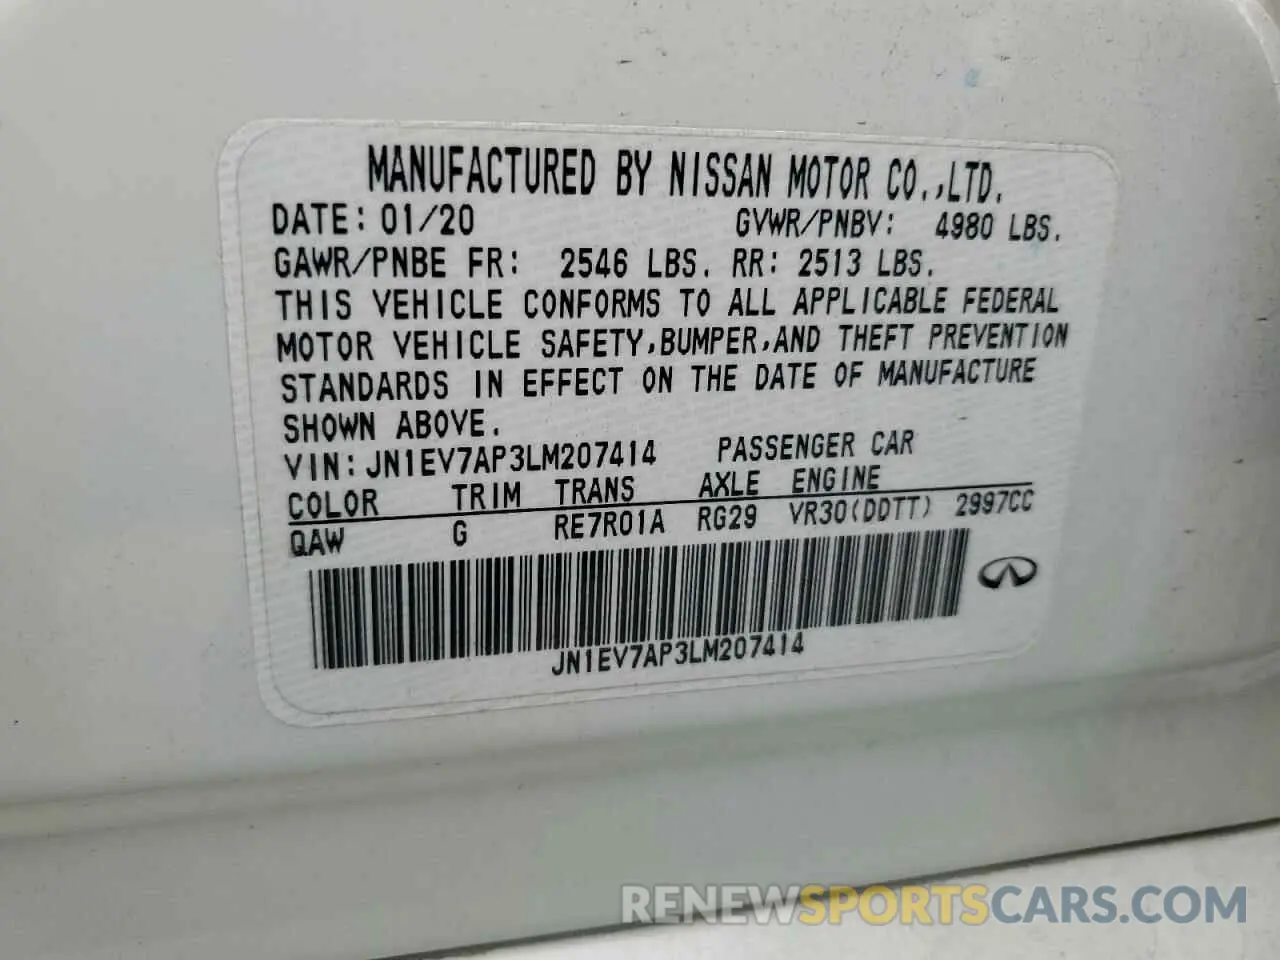 MANUFACTURED BY NISSAN MOTOR CO.,LTD.
DATE: 01/20 GVWR/PNBV: 4980 LBS.
GAWR/PNBE FR: 2546 LBS. RR: 2513 LBS.
THIS VEHICLE CONFORMS TO ALL APPLICABLE FEDERAL
MOTOR VEHICLE SAFETY,BUMPER,AND THEFT PREVENTION
STANDARDS IN EFFECT ON THE DATE OF MANUFACTURE
SHOWN ABOVE.
VIN: JN1EV7AP3LM207414 PASSENGER CAR
COLOR TRIM TRANS AXLE ENGINE
QAW G RE7R01A RG29 VR30(DDTT) 2997CC
JN1EV7AP3LM207414
RENEWSPORTSCARS.COM